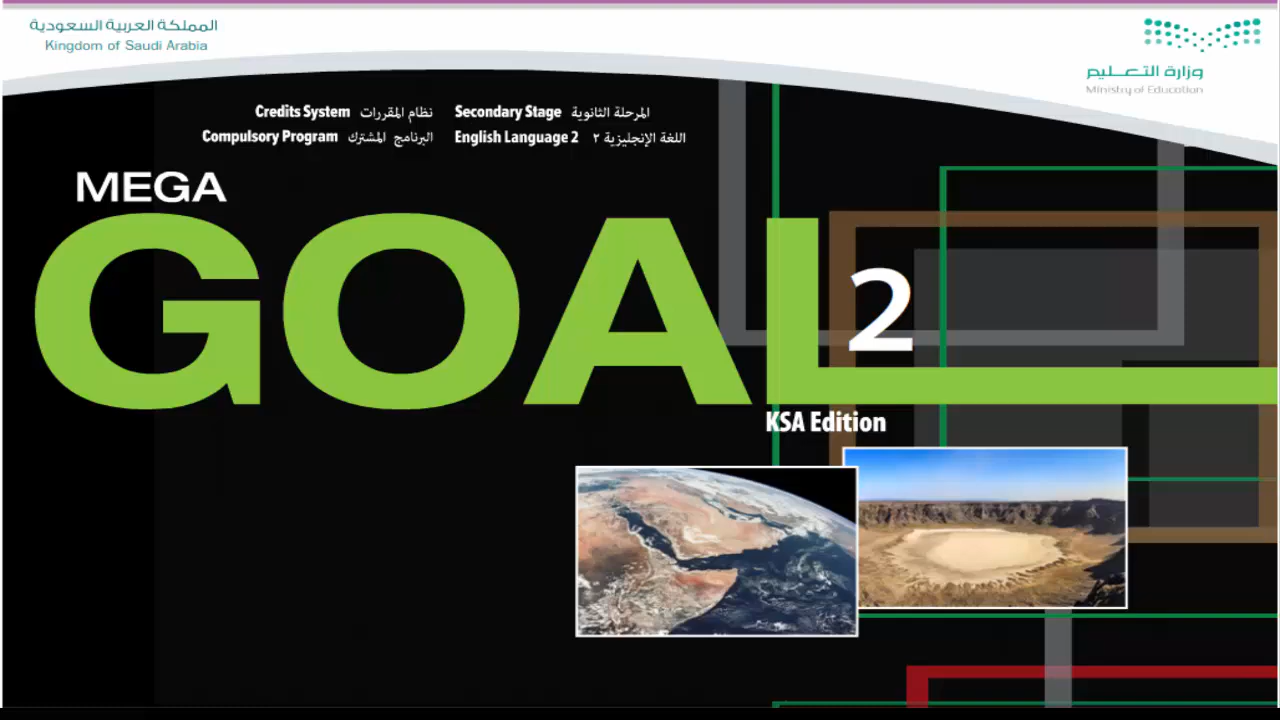 المملكة العربية السعودية
Kingdom of Saudi Arabia
وزارة التعليم
Ministry of Education
Credits System نظام المقررات Secondary Stage المرحلة الثانوية
Compulsory Program البرنامج المشترك English Language 2 اللغة الإنجليزية ٢
MEGA
GOAL
2
KSA Edition